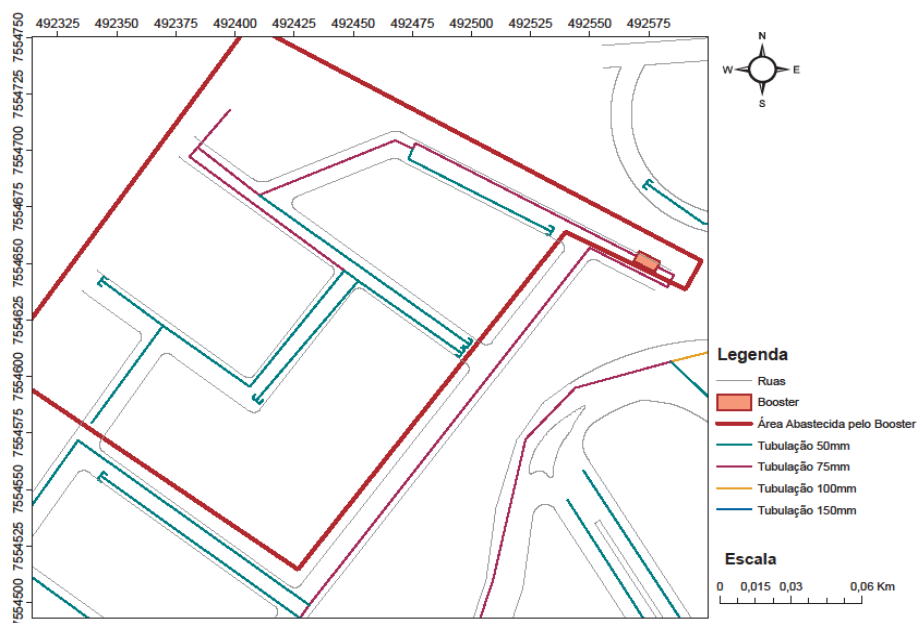 492325 492350 492375 492400 492425 492450 492475 492500 492525 492550 492575
7554750
7554725
7554700
7554675
7554650
7554625
7554600
7554575
7554550
7554525
7554500
N
W E
S
Legenda
Ruas
Booster
Área Abastecida pelo Booster
Tubulação 50mm
Tubulação 75mm
Tubulação 100mm
Tubulação 150mm
Escala
0 0,015 0,03 0,06 Km